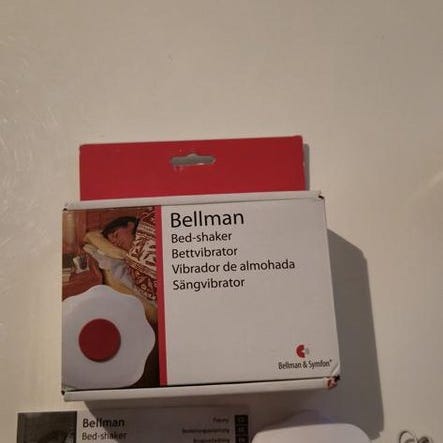 Bellman
Bed-shaker
Bettvibrator
Vibrador de almohada
Sängvibrator
Bellman & Symfon®
Bellman
Bed-shaker